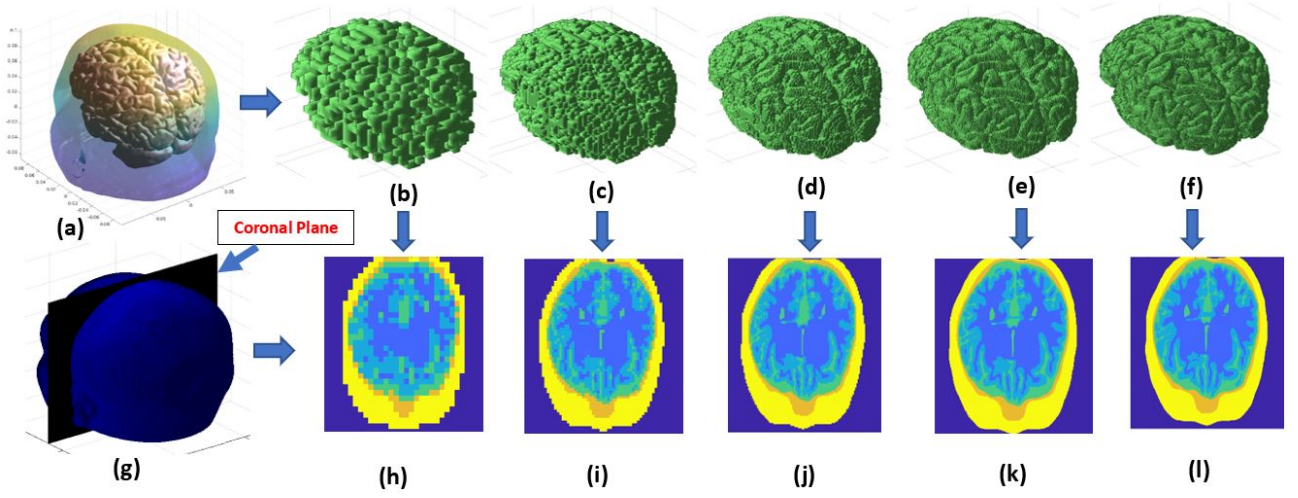 (a)
(b)
(c)
(d)
(e)
(f)
Coronal Plane
(g)
(h)
(i)
(j)
(k)
(l)